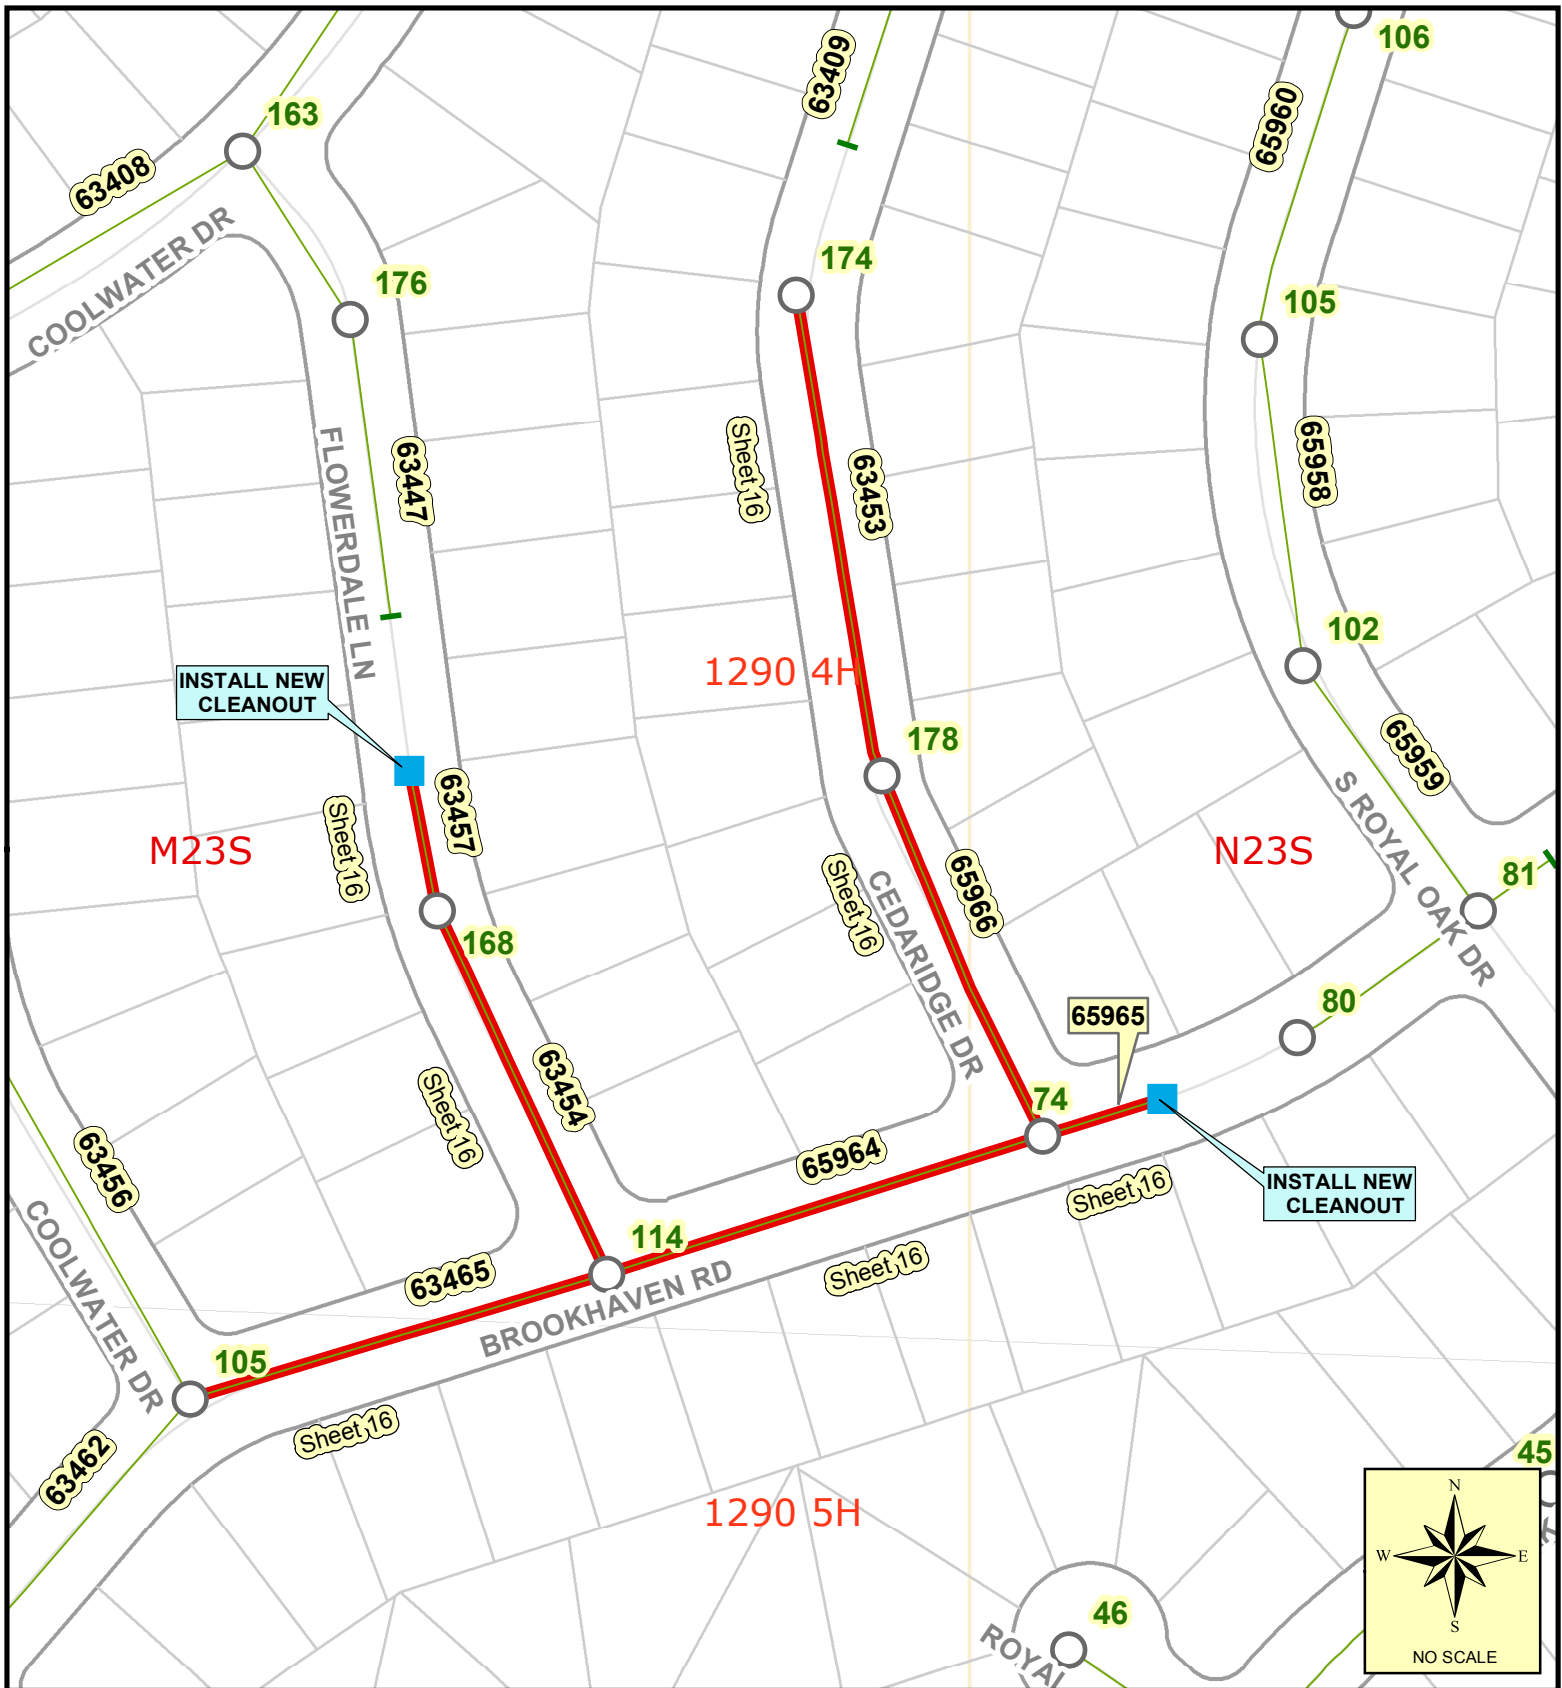 106
63409
65960
163
63408
COOLWATER DR
174
176
105
FLOWERDALE LN
63447
Sheet 16
63453
65958
102
INSTALL NEW
CLEANOUT
1290 4H
178
65959
S ROYAL OAK DR
63457
Sheet 16
M23S
N23S
81
Sheet 16
CEDARIDGE DR
65966
168
80
65965
63454
Sheet 16
74
63456
65964
INSTALL NEW
CLEANOUT
Sheet 16
COOLWATER DR
114
63465
Sheet 16
BROOKHAVEN RD
105
Sheet 16
63462
45
1290 5H
N
W
E
S
NO SCALE
46
ROYAL